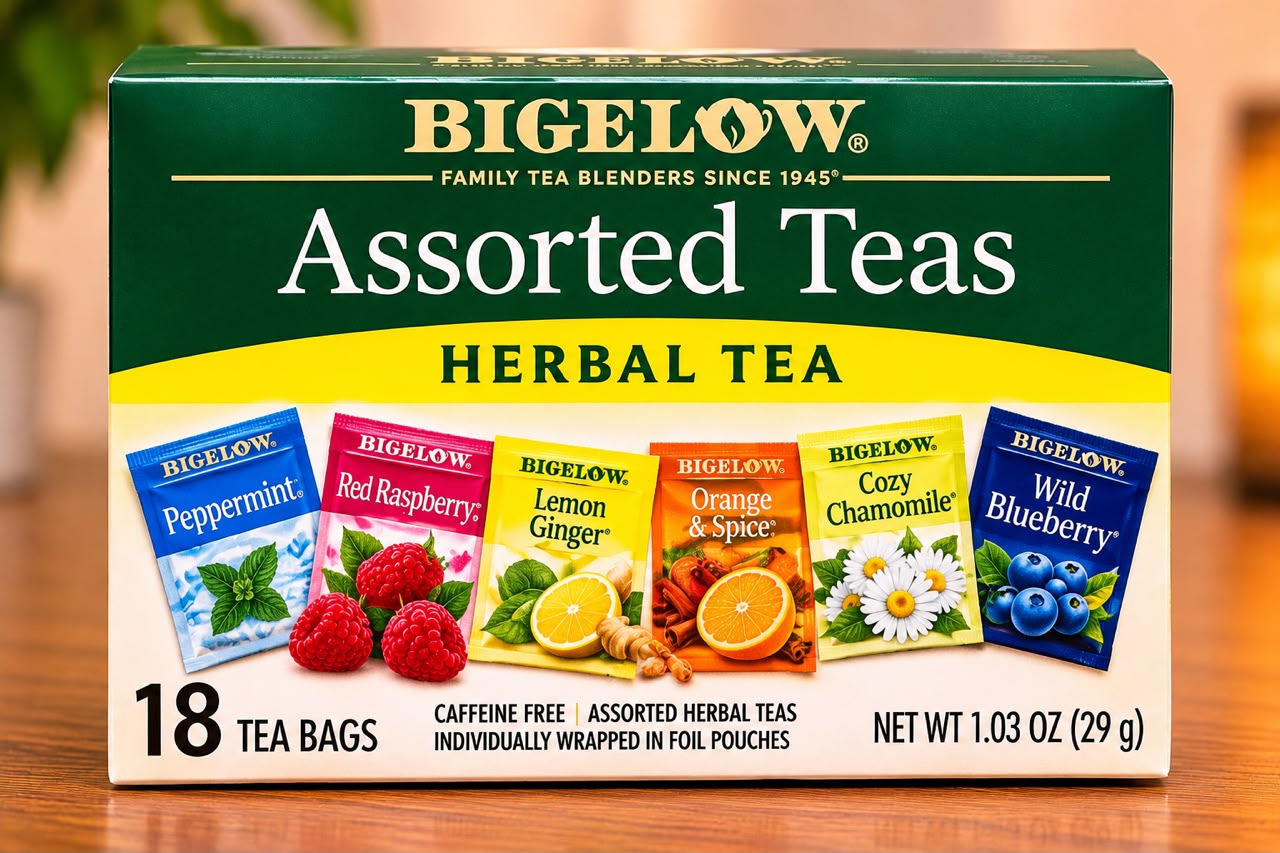 BIGELOW
BIGELOW®
FAMILY TEA BLENDERS SINCE 1945®
Assorted Teas
HERBAL TEA
BIGELOW®
Peppermint®
BIGELOW®
Red Raspberry®
BIGELOW®
Lemon
Ginger®
BIGELOW®
Orange
& Spice®
BIGELOW®
Cozy
Chamomile®
BIGELOW®
Wild
Blueberry®
18 TEA BAGS
CAFFEINE FREE | ASSORTED HERBAL TEAS
INDIVIDUALLY WRAPPED IN FOIL POUCHES
NET WT 1.03 OZ (29 g)